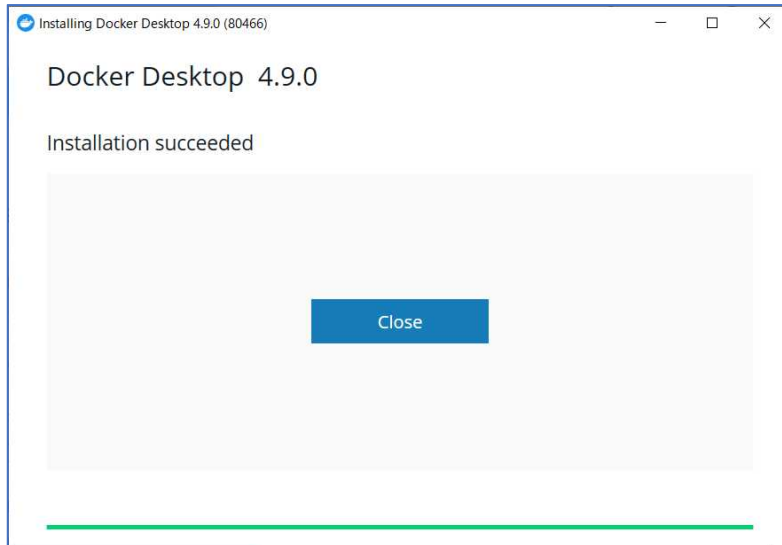 Installing Docker Desktop 4.9.0 (80466)
Docker Desktop 4.9.0
Installation succeeded
Close